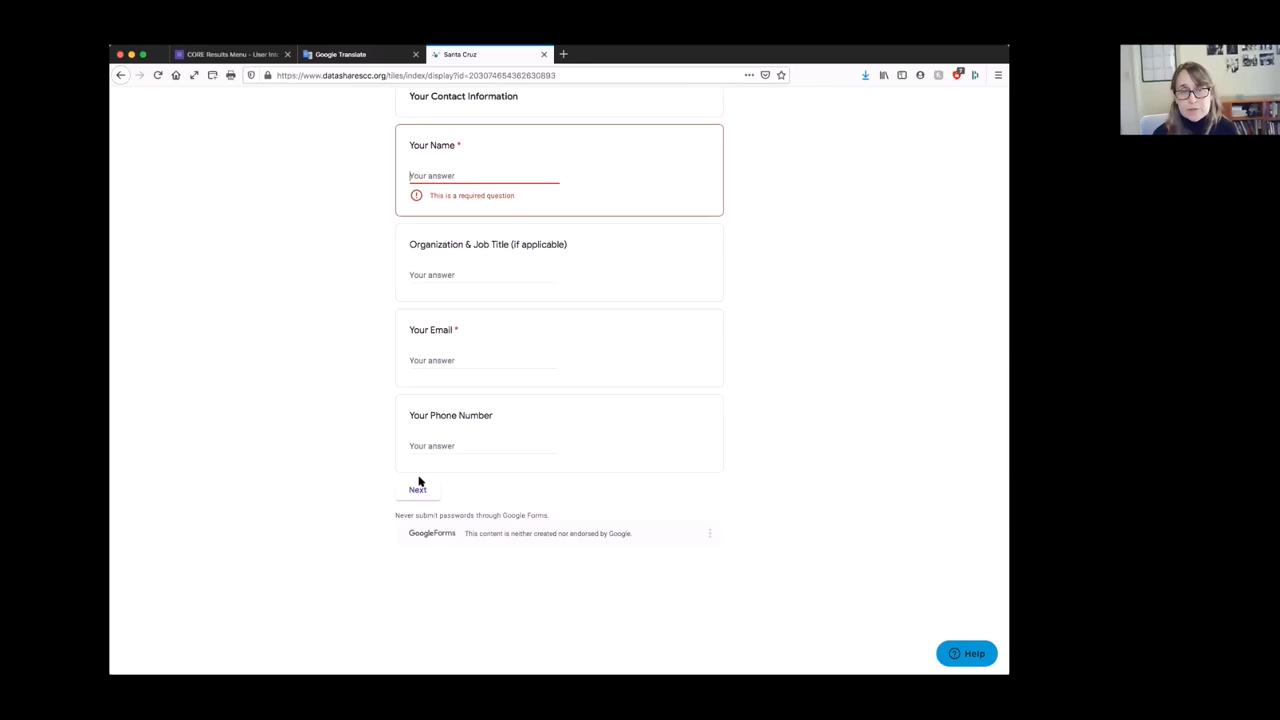 CORE Results Menu - User Int
Google Translate
Santa Cruz
https://www.datasharescc.org/tiles/index/display?id=203074654362630893
Your Contact Information
Your Name *
Your answer
This is a required question
Organization & Job Title (if applicable)
Your answer
Your Email *
Your answer
Your Phone Number
Your answer
Next
Never submit passwords through Google Forms.
GoogleForms This content is neither created nor endorsed by Google.
Help